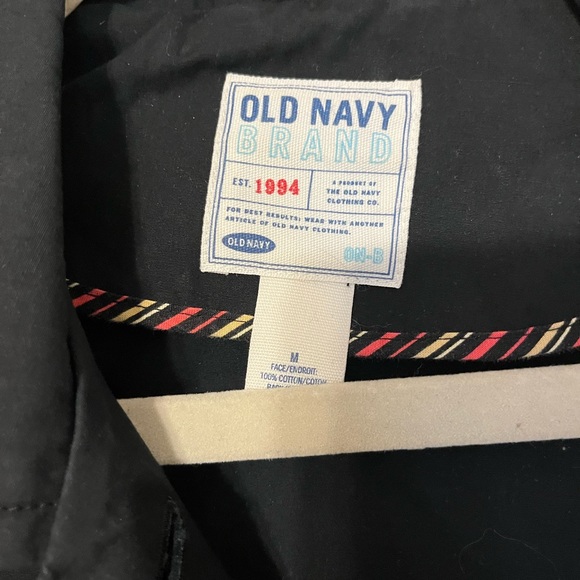 OLD NAVY
BRAND
EST. 1994
A PRODUCT OF
THE OLD NAVY
CLOTHING CO.
FOR BEST RESULTS: WEAR WITH ANOTHER
ARTICLE OF OLD NAVY CLOTHING.
OLD NAVY
ON-B
M
FACE/ENDROIT:
100% COTTON/COTON